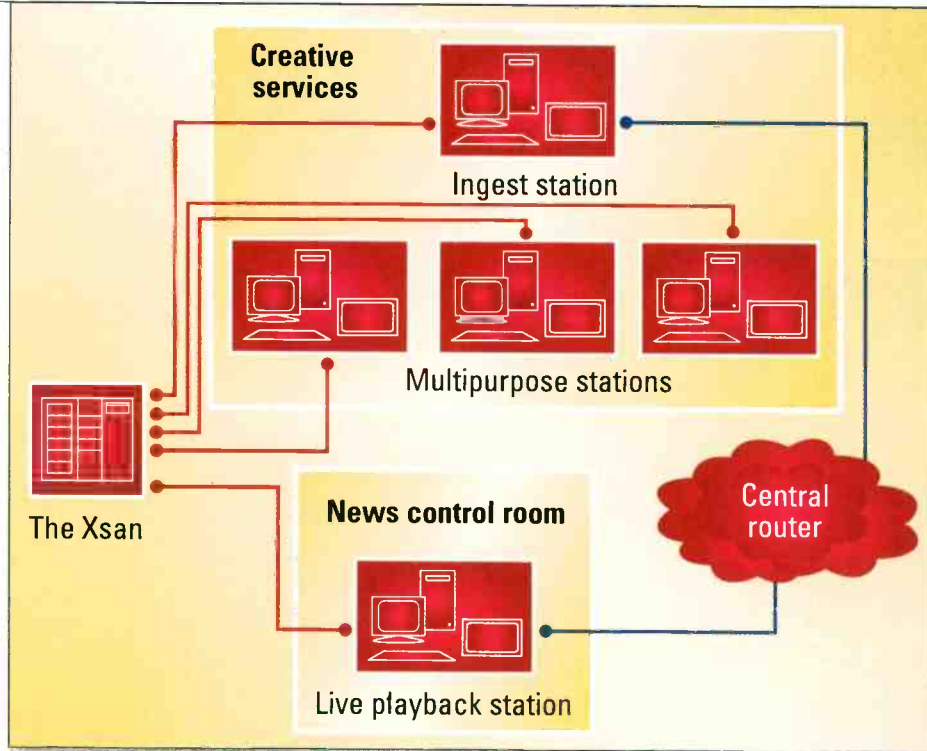 Creative
services
Ingest station
Multipurpose stations
The Xsan
News control room
Central
router
Live playback station